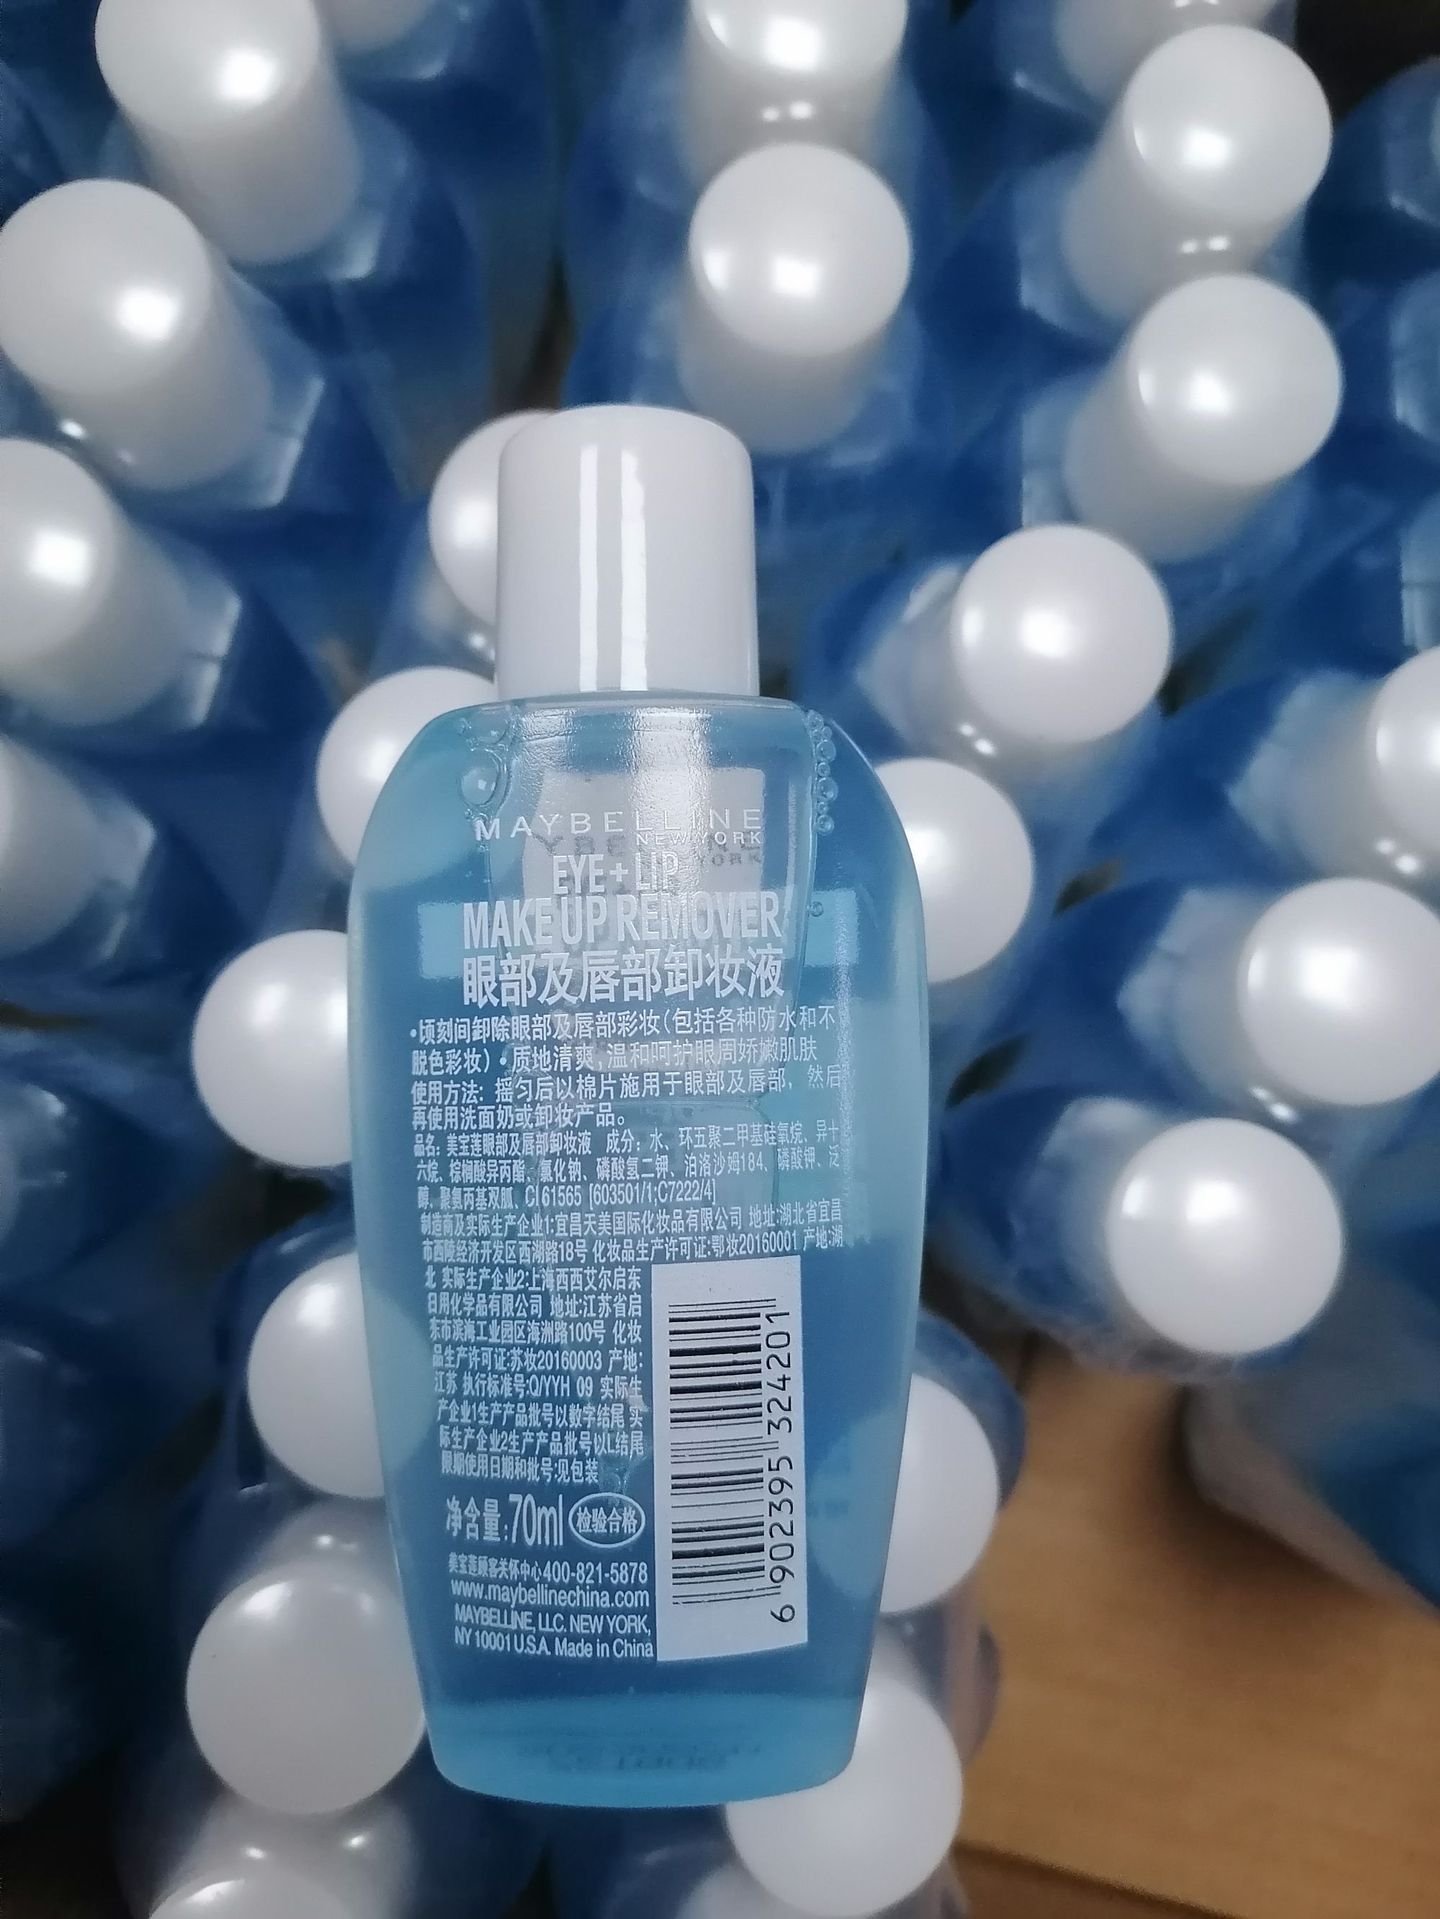 MAYBELLINE
NEW YORK
EYE+LIP
MAKE UP REMOVER
眼部及唇部卸妆液
•顷刻间卸除眼部及唇部彩妆(包括各种防水和不
脱色彩妆)•质地清爽,温和呵护眼周娇嫩肌肤
使用方法: 摇匀后以棉片施用于眼部及唇部, 然后
再使用洗面奶或卸妆产品。
品名: 美宝莲眼部及唇部卸妆液 成分: 水、环五聚二甲基硅氧烷、异十
六烷、棕榈酸异丙酯、氯化钠、磷酸氢二钾、泊洛沙姆184、磷酸钾、泛
醇、聚氨丙基双胍、CI 61565 [603501/1;C7222/4]
制造商及实际生产企业1:宜昌天美国际化妆品有限公司 地址:湖北省宜昌
市西陵经济开发区西湖路18号 化妆品生产许可证:鄂妆20160001 产地:湖
北 实际生产企业2:上海西西艾尔启东
日用化学品有限公司 地址:江苏省启
东市滨海工业园区海洲路100号 化妆
品生产许可证:苏妆20160003 产地:
江苏 执行标准号:Q/YYH 09 实际生
产企业1生产产品批号以数字结尾 实
际生产企业2生产产品批号以L结尾
限期使用日期和批号:见包装
净含量:70ml 检验合格
美宝莲顾客关怀中心400-821-5878
www.maybellinechina.com
MAYBELLINE, LLC. NEW YORK,
NY 10001 U.S.A. Made in China
6 902395 324201